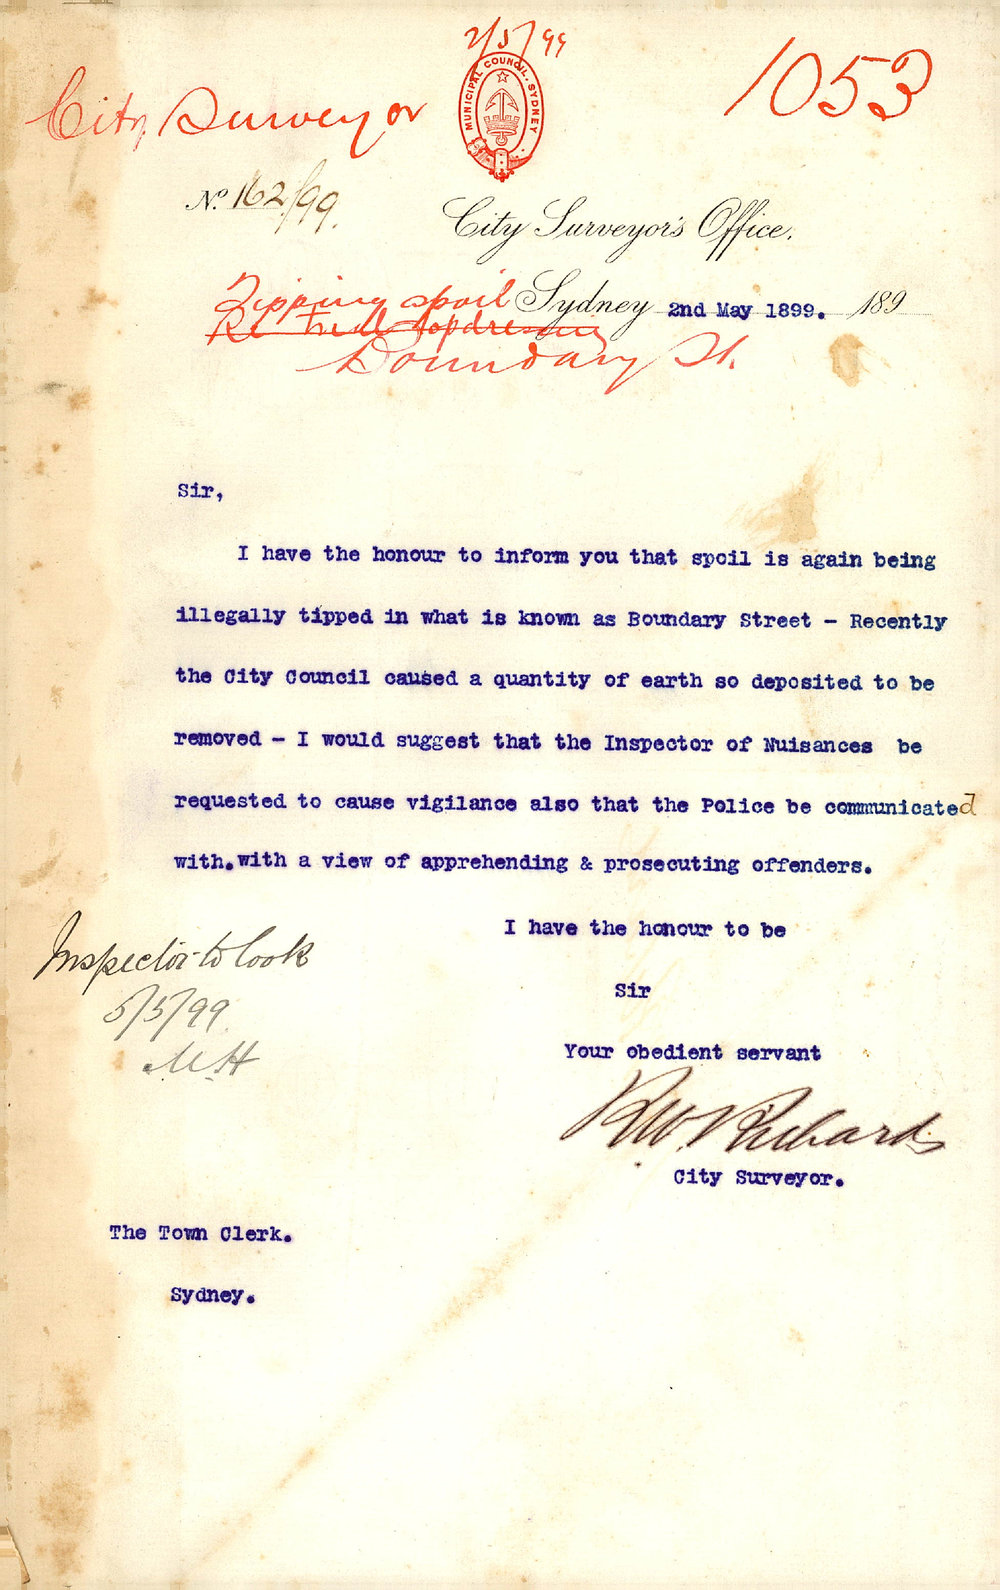 2/5/99
City Surveyor
MUNICIPAL COUNCIL. SYDNEY
1053
No. 162/99.
City Surveyor's Office.
Tipping spoil
Sydney 2nd May 1899. 189
Re
Boundary St.
Sir,
I have the honour to inform you that spoil is again being
illegally tipped in what is known as Boundary Street - Recently
the City Council caused a quantity of earth so deposited to be
removed - I would suggest that the Inspector of Nuisances be
requested to cause vigilance also that the Police be communicated
with.with a view of apprehending & prosecuting offenders.
I have the honour to be
Inspector to look
5/5/99
Sir
Your obedient servant
R.W. Richards
City Surveyor.
The Town Clerk.
Sydney.